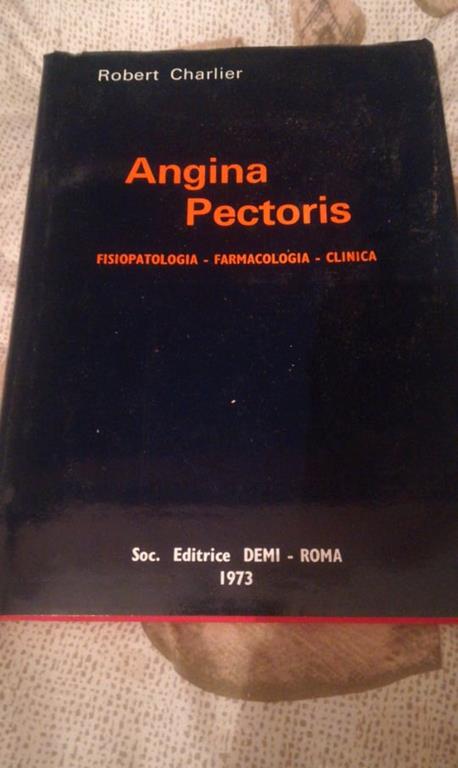 Robert Charlier
Angina
Pectoris
FISIOPATOLOGIA - FARMACOLOGIA - CLINICA
Soc. Editrice DEMI - ROMA
1973